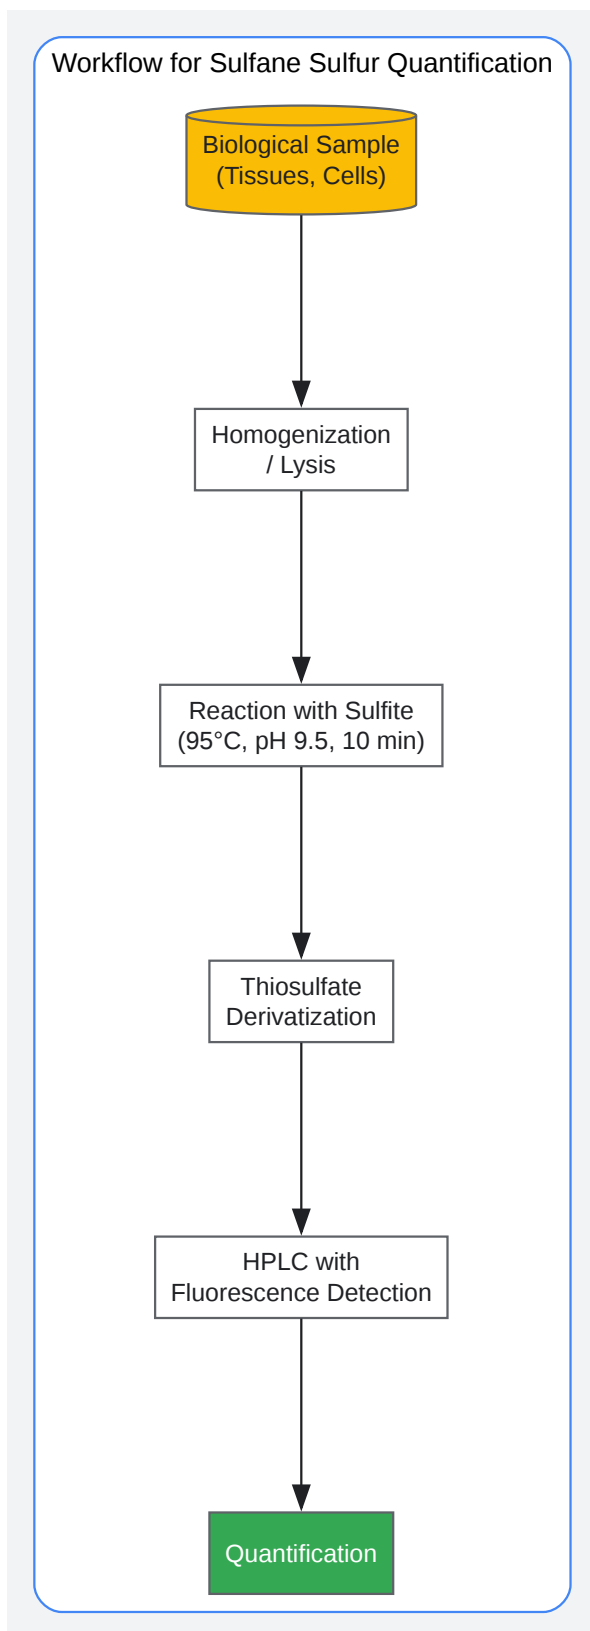 Workflow for Sulfane Sulfur Quantification
Biological Sample
(Tissues, Cells)
Homogenization
/ Lysis
Reaction with Sulfite
(95°C, pH 9.5, 10 min)
Thiosulfate
Derivatization
HPLC with
Fluorescence Detection
Quantification